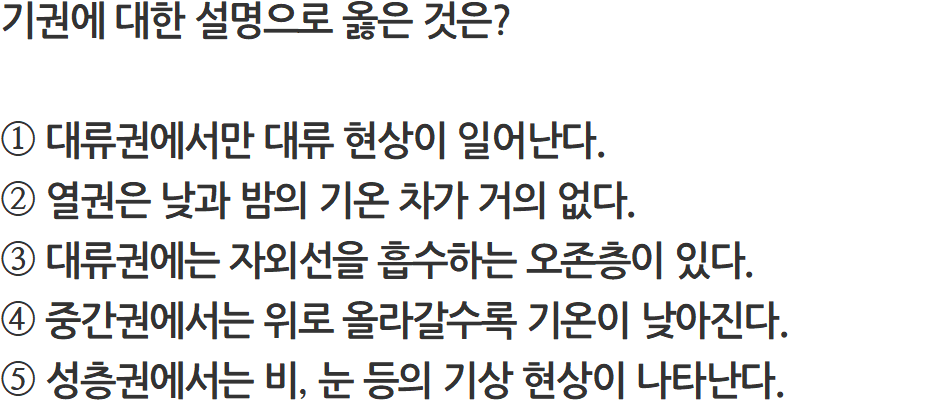 기권에 대한 설명으로 옳은 것은?
① 대류권에서만 대류 현상이 일어난다.
② 열권은 낮과 밤의 기온 차가 거의 없다.
③ 대류권에는 자외선을 흡수하는 오존층이 있다.
④ 중간권에서는 위로 올라갈수록 기온이 낮아진다.
⑤ 성층권에서는 비, 눈 등의 기상 현상이 나타난다.